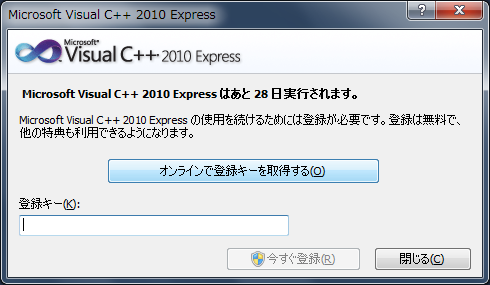 Microsoft Visual C++ 2010 Express
Microsoft
Visual C++ 2010 Express
Microsoft Visual C++ 2010 Express はあと 28 日実行されます。
Microsoft Visual C++ 2010 Express の使用を続けるためには登録が必要です。登録は無料で、
他の特典も利用できるようになります。
オンラインで登録キーを取得する(O)
登録キー(K):
今すぐ登録(R)
閉じる(C)